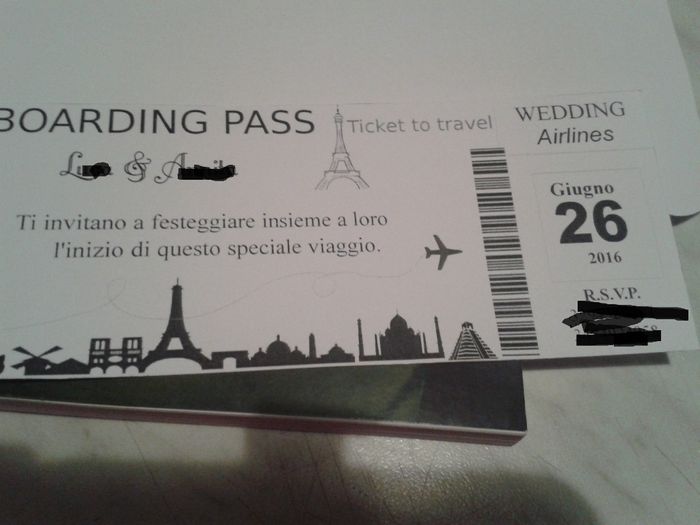 BOARDING PASS
Ticket to travel
&
Ti invitano a festeggiare insieme a loro
l'inizio di questo speciale viaggio.
WEDDING
Airlines
Giugno
26
2016
R.S.V.P.